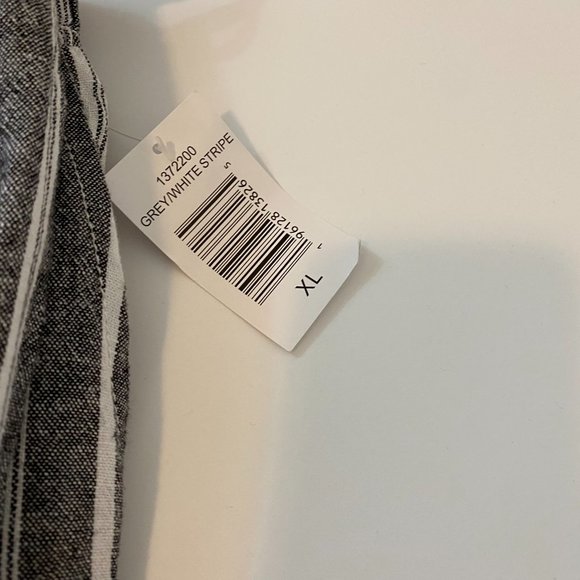 1372200
GREY/WHITE STRIPE
1 96128 13826 5
XL